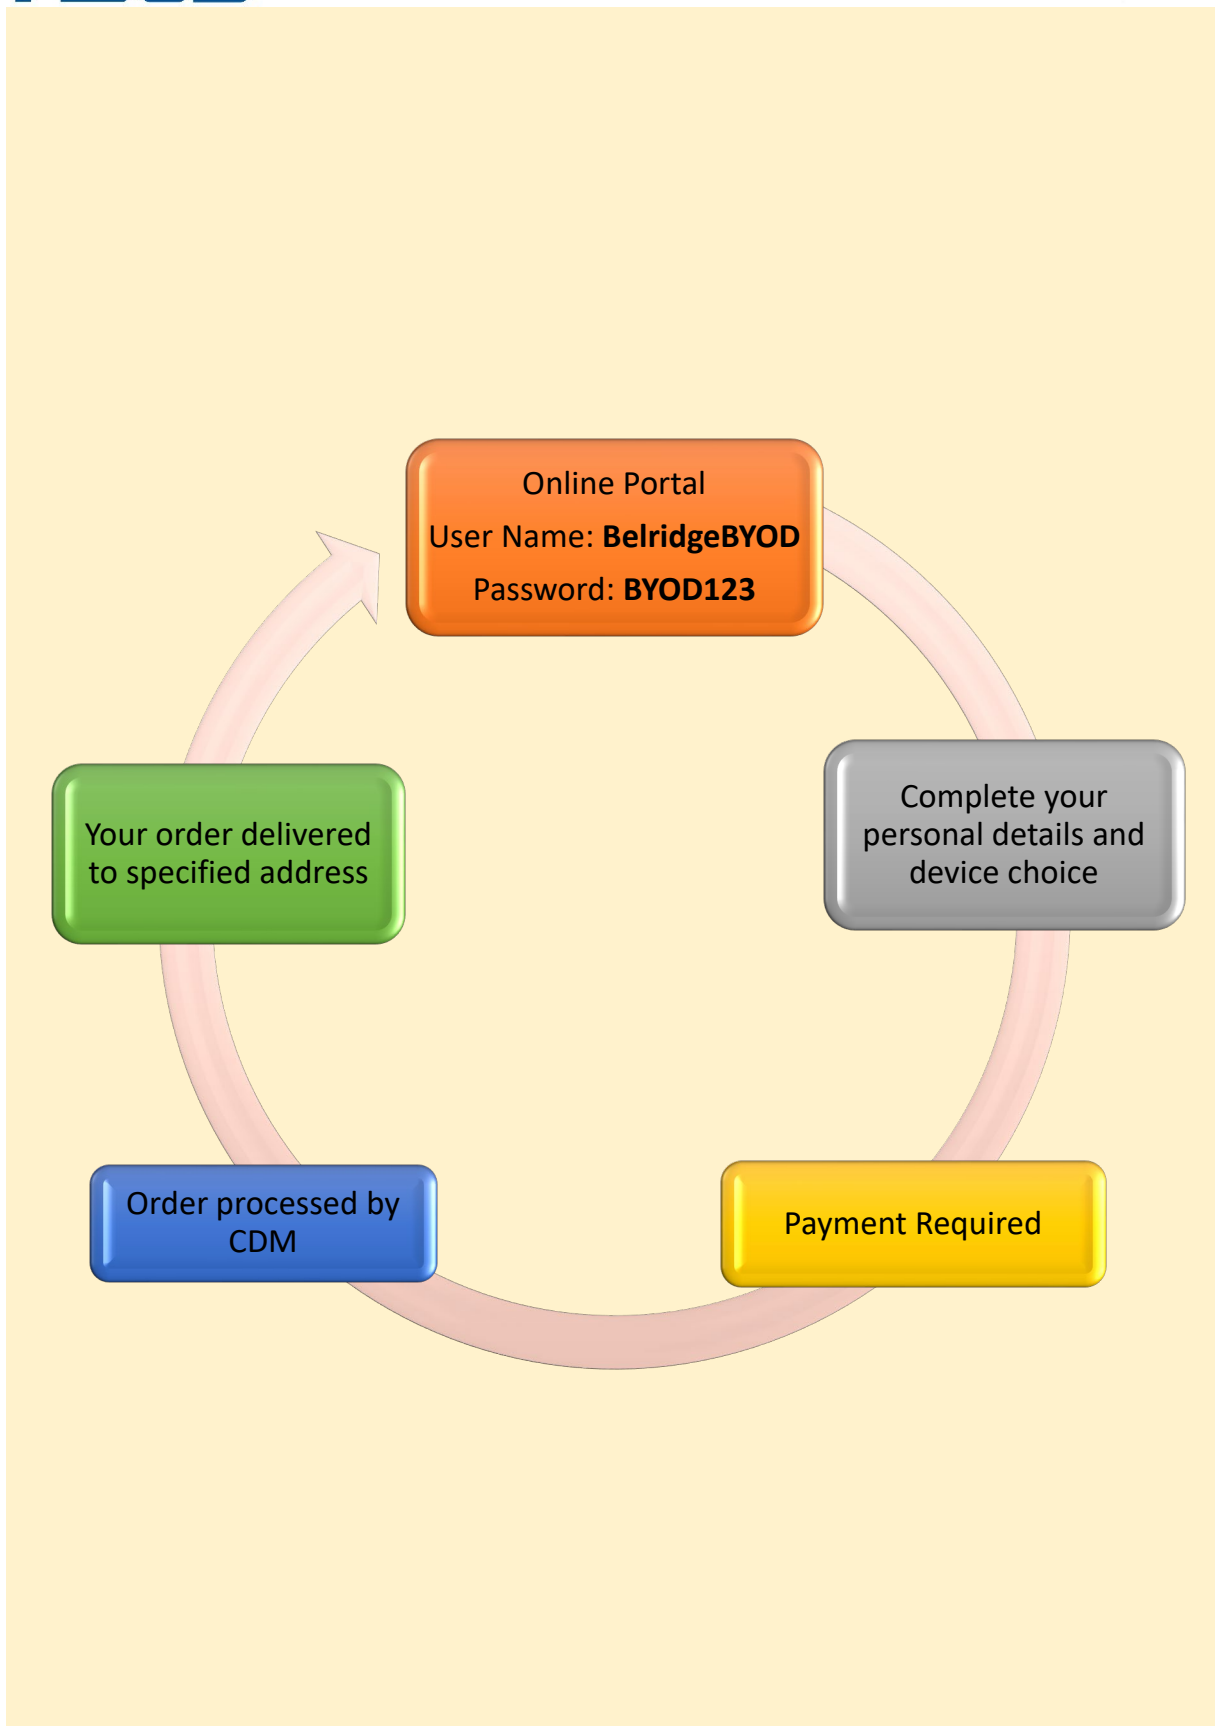 Online Portal
User Name: BelridgeBYOD
Password: BYOD123
Complete your
personal details and
device choice
Payment Required
Order processed by
CDM
Your order delivered
to specified address